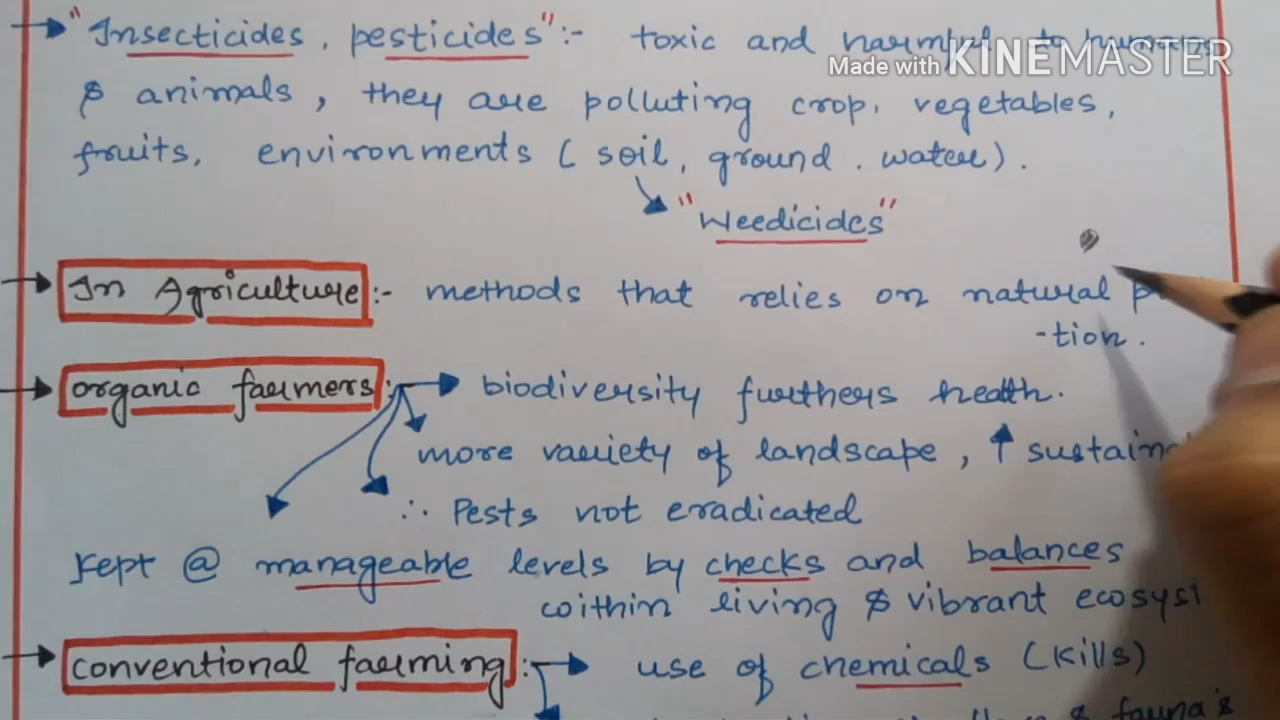 "Insecticides, pesticides":- toxic and harmful to humans
Made with KINEMASTER
& animals, they are polluting crop, vegetables,
fruits, environments (soil, ground. water).
"Weedicides"
In Agriculture:- methods that relies on natural
-tion.
organic farmers:- biodiversity furthers health.
more variety of landscape, ↑
∴ Pests not eradicated
Kept @ manageable levels by checks and balances
within living & vibrant
conventional farming:- use of chemicals (Kills)
& fauna's